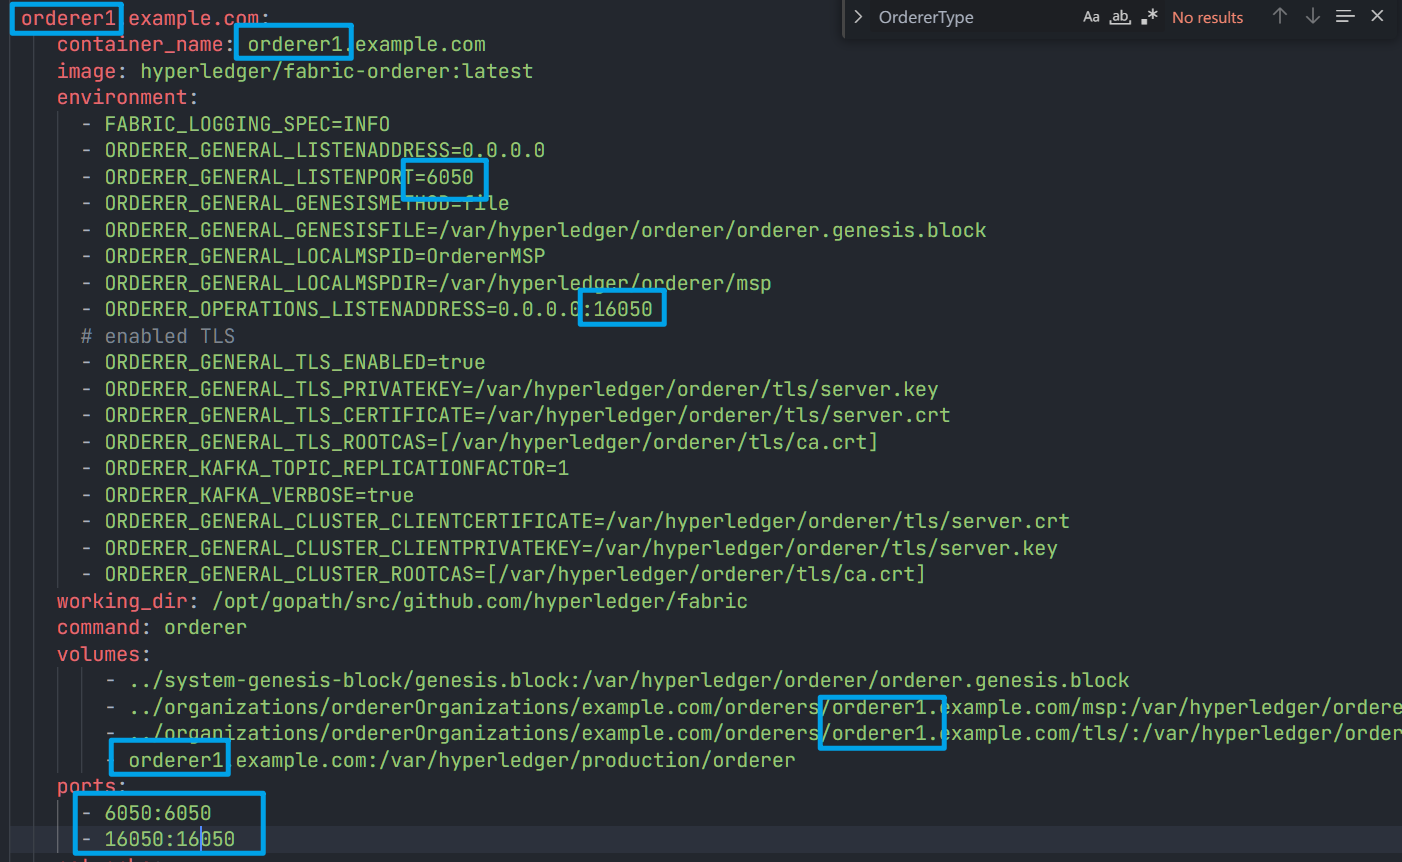 orderer1.example.com:
OrdererType
Aa ab .* No results
container_name: orderer1.example.com
image: hyperledger/fabric-orderer:latest
environment:
- FABRIC_LOGGING_SPEC=INFO
- ORDERER_GENERAL_LISTENADDRESS=0.0.0.0
- ORDERER_GENERAL_LISTENPORT=6050
- ORDERER_GENERAL_GENESISMETHOD=file
- ORDERER_GENERAL_GENESISFILE=/var/hyperledger/orderer/orderer.genesis.block
- ORDERER_GENERAL_LOCALMSPID=OrdererMSP
- ORDERER_GENERAL_LOCALMSPDIR=/var/hyperledger/orderer/msp
- ORDERER_OPERATIONS_LISTENADDRESS=0.0.0.0:16050
# enabled TLS
- ORDERER_GENERAL_TLS_ENABLED=true
- ORDERER_GENERAL_TLS_PRIVATEKEY=/var/hyperledger/orderer/tls/server.key
- ORDERER_GENERAL_TLS_CERTIFICATE=/var/hyperledger/orderer/tls/server.crt
- ORDERER_GENERAL_TLS_ROOTCAS=[/var/hyperledger/orderer/tls/ca.crt]
- ORDERER_KAFKA_TOPIC_REPLICATIONFACTOR=1
- ORDERER_KAFKA_VERBOSE=true
- ORDERER_GENERAL_CLUSTER_CLIENTCERTIFICATE=/var/hyperledger/orderer/tls/server.crt
- ORDERER_GENERAL_CLUSTER_CLIENTPRIVATEKEY=/var/hyperledger/orderer/tls/server.key
- ORDERER_GENERAL_CLUSTER_ROOTCAS=[/var/hyperledger/orderer/tls/ca.crt]
working_dir: /opt/gopath/src/github.com/hyperledger/fabric
command: orderer
volumes:
- ../system-genesis-block/genesis.block:/var/hyperledger/orderer/orderer.genesis.block
- ../organizations/ordererOrganizations/example.com/orderers/orderer1.example.com/msp:/var/hyperledger/ordere
- ../organizations/ordererOrganizations/example.com/orderers/orderer1.example.com/tls/:/var/hyperledger/order
- orderer1.example.com:/var/hyperledger/production/orderer
ports:
- 6050:6050
- 16050:16050